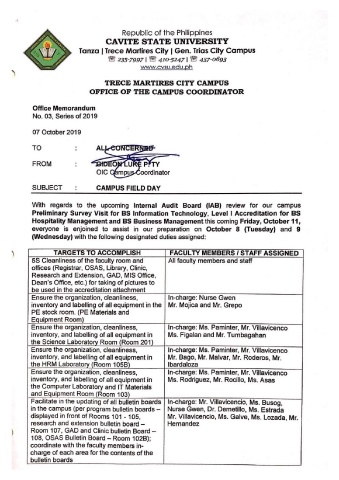 Republic of the Philippines
CAVITE STATE UNIVERSITY
Tanza | Trece Martires City | Gen. Trias City Campus
☏ 235-7997 | ☏ 410-5247 | ☏ 437-0693
www.cvsu.edu.ph
TRECE MARTIRES CITY CAMPUS
OFFICE OF THE CAMPUS COORDINATOR
Office Memorandum
No. 03, Series of 2019
07 October 2019
TO : ALL CONCERNED
FROM : GIDEON LUKE P. TY
OIC Campus Coordinator
SUBJECT : CAMPUS FIELD DAY
With regards to the upcoming Internal Audit Board (IAB) review for our campus
Preliminary Survey Visit for BS Information Technology, Level I Accreditation for BS
Hospitality Management and BS Business Management this coming Friday, October 11,
everyone is enjoined to assist in our preparation on October 8 (Tuesday) and 9
(Wednesday) with the following designated duties assigned:
TARGETS TO ACCOMPLISH
FACULTY MEMBERS / STAFF ASSIGNED
5S Cleanliness of the faculty room and
offices (Registrar, OSAS, Library, Clinic,
Research and Extension, GAD, MIS Office,
Dean's Office, etc.) for taking of pictures to
be used in the accreditation attachment
All faculty members and staff
Ensure the organization, cleanliness,
inventory, and labelling of all equipment in the
PE stock room. (PE Materials and
Equipment Room)
In-charge: Nurse Gwen
Mr. Mojica and Mr. Grepo
Ensure the organization, cleanliness,
inventory, and labelling of all equipment in
the Science Laboratory Room (Room 201)
In-charge: Ms. Paminter, Mr. Villavicenco
Ms. Figalan and Mr. Tumbagahan
Ensure the organization, cleanliness,
inventory, and labelling of all equipment in
the HRM Laboratory (Room 105B)
In-charge: Ms. Paminter, Mr. Villavicenco
Mr. Bago, Mr. Malvar, Mr. Roderos, Mr.
Ibardaloza
Ensure the organization, cleanliness,
inventory, and labelling of all equipment in
the Computer Laboratory and IT Materials
and Equipment Room (Room 103)
In-charge: Ms. Paminter, Mr. Villavicenco
Ms. Rodriguez, Mr. Rocillo, Ms. Asas
Facilitate in the updating of all bulletin boards
in the campus (per program bulletin boards –
displayed in front of Rooms 101 - 105,
research and extension bulletin board –
Room 107, GAD and Clinic Bulletin Board –
108, OSAS Bulletin Board – Room 102B);
coordinate with the faculty members in-
charge of each area for the contents of the
bulletin boards
In-charge: Mr. Villavicencio, Ms. Busog,
Nurse Gwen, Dr. Demetillo, Ms. Estrada
Mr. Villavicencio, Ms. Galve, Ms. Lozada, Mr.
Hernandez